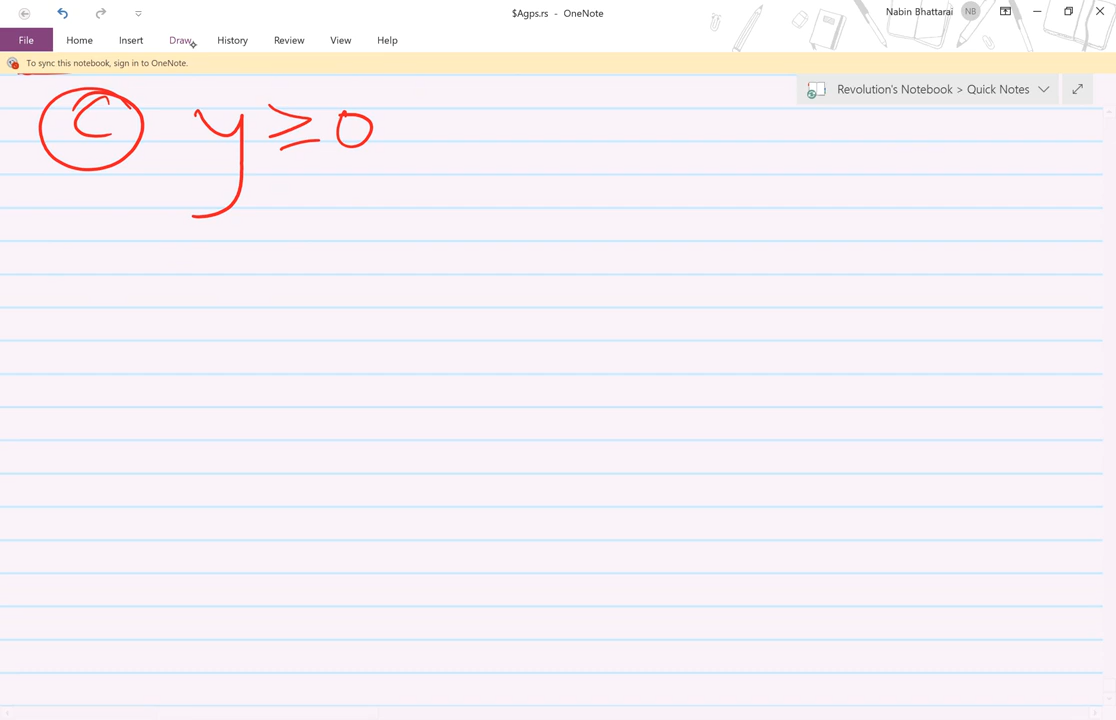 $Agps.rs - OneNote
Nabin Bhattarai NB
File Home Insert Draw History Review View Help
To sync this notebook, sign in to OneNote.
Revolution's Notebook > Quick Notes
C y ≥ 0